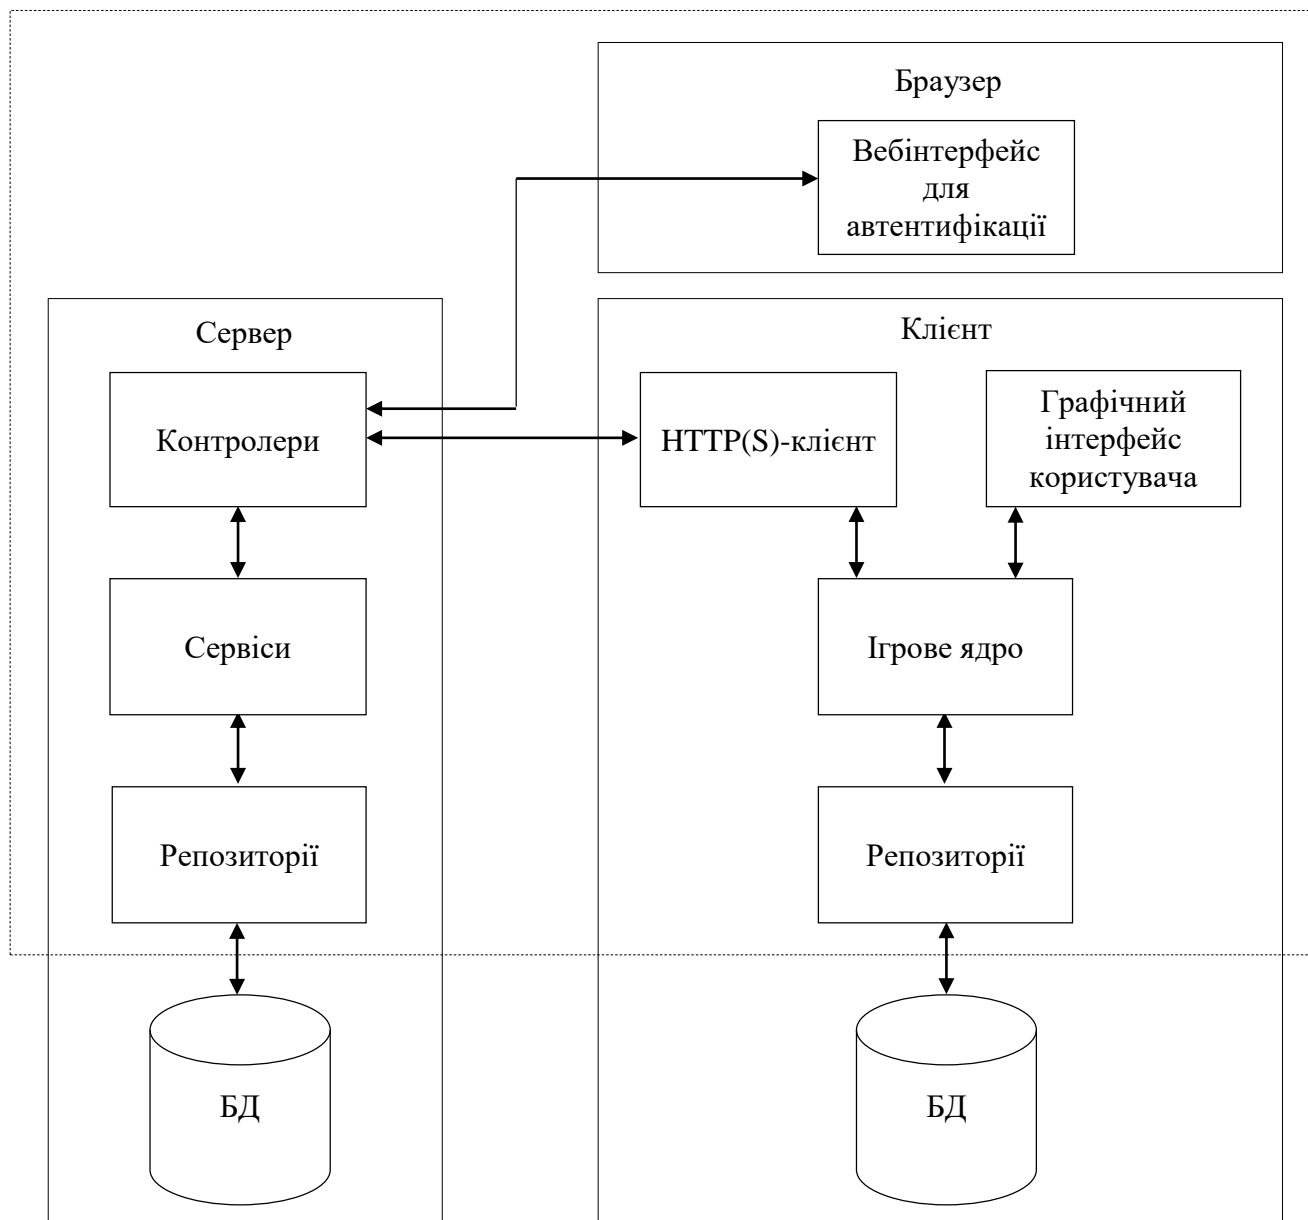 Браузер
Вебінтерфейс
для
автентифікації
Сервер
Клієнт
Контролери
HTTP(S)-клієнт
Графічний
інтерфейс
користувача
Сервіси
Ігрове ядро
Репозиторії
Репозиторії
БД
БД